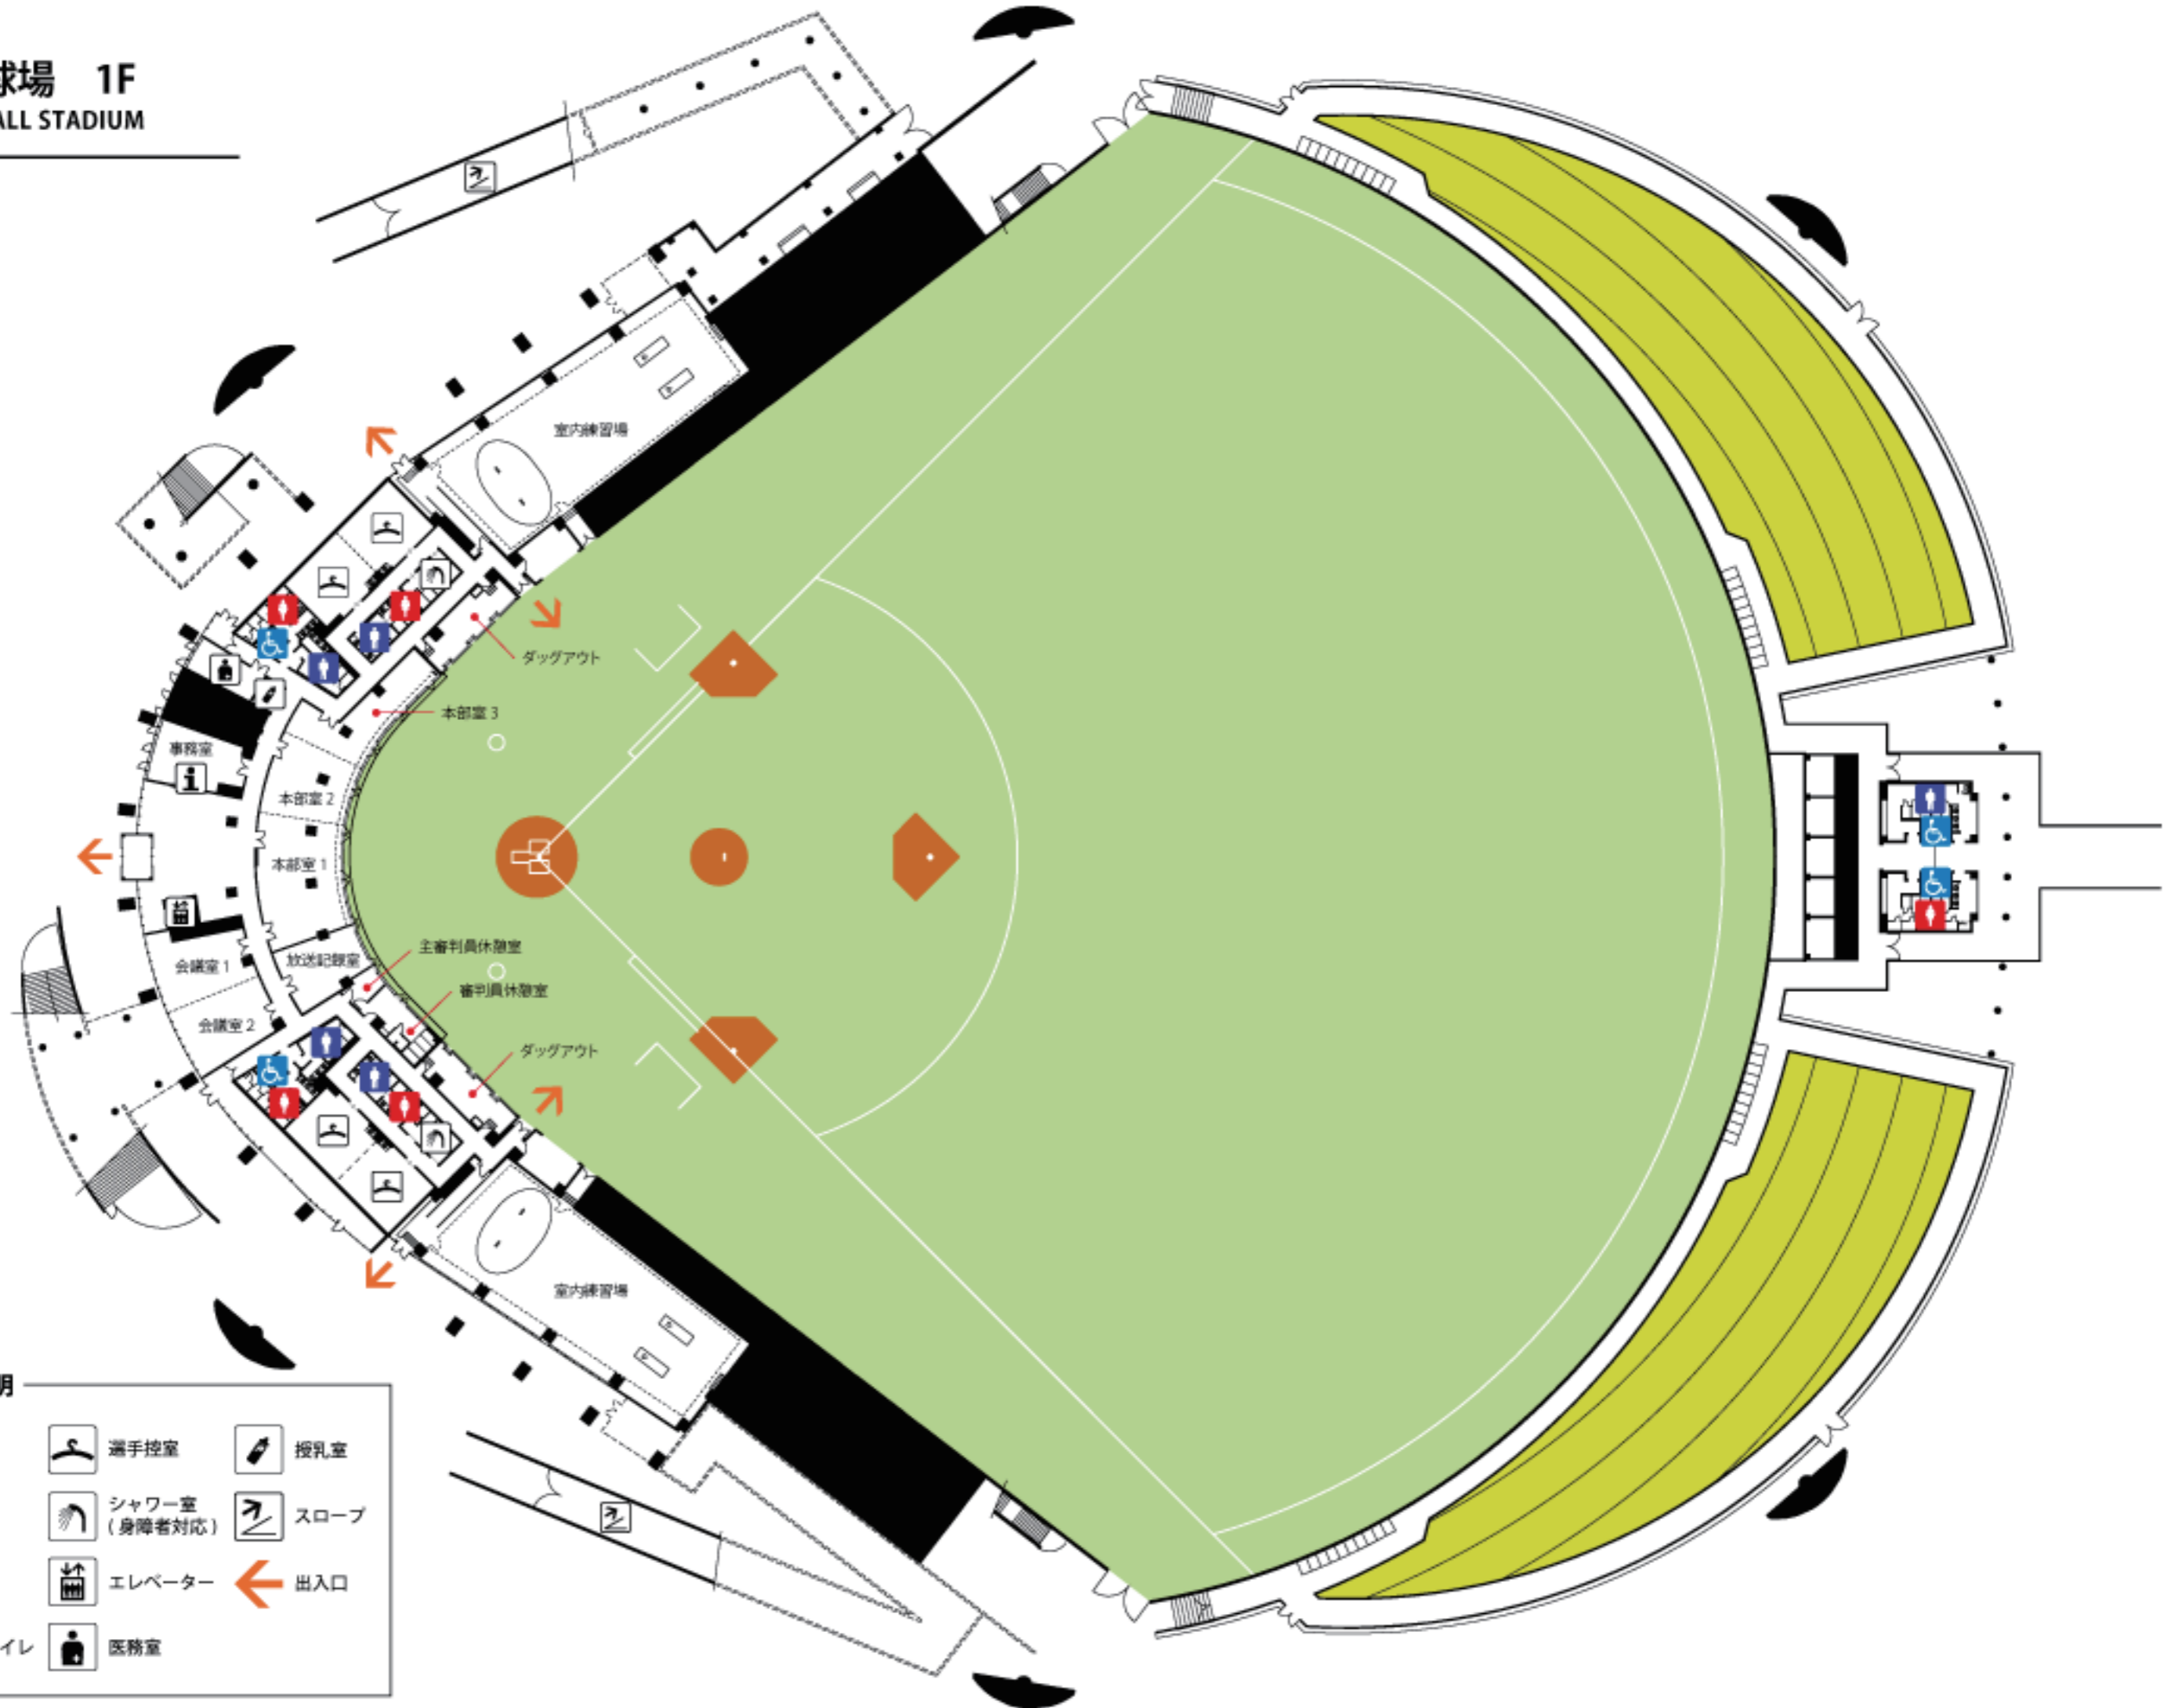 球場　1F
ALL STADIUM
室内練習場
ダッグアウト
本部室 3
事務室
本部室 2
本部室 1
主審判員休憩室
放送記録室
会議室 1
審判員休憩室
会議室 2
ダッグアウト
室内練習場
明
選手控室
授乳室
シャワー室
( 身障者対応 )
スロープ
エレベーター
出入口
イレ
医務室